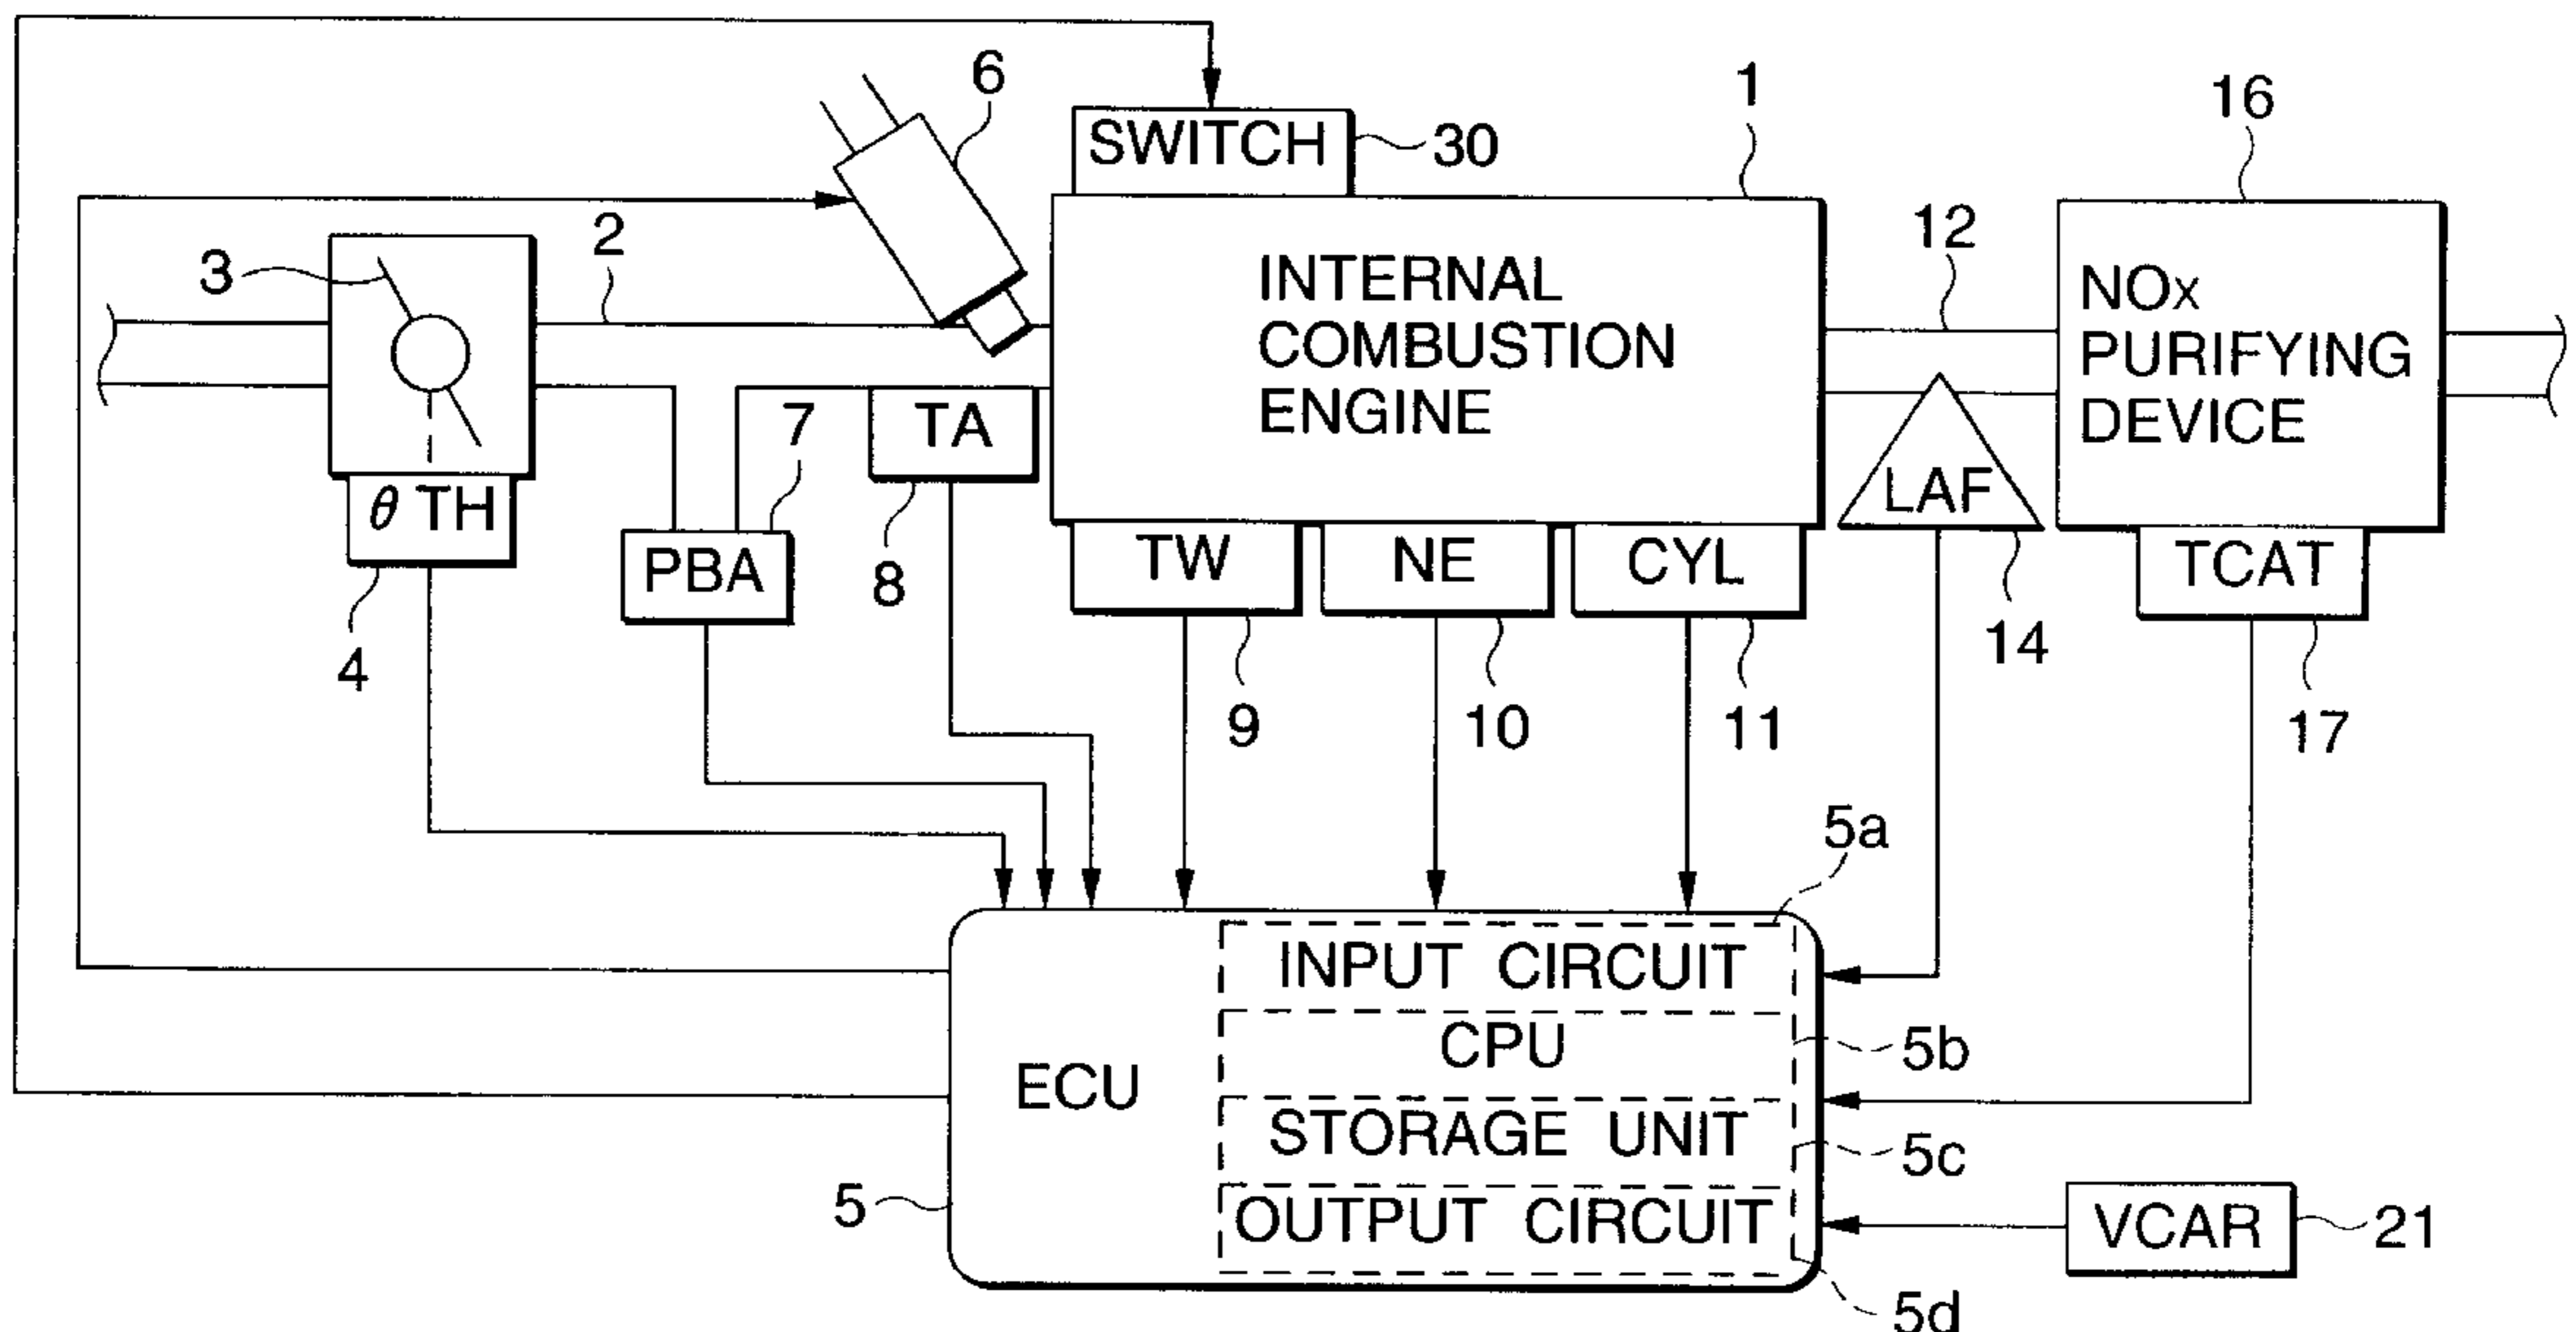 6
1
16
SWITCH
30
2
12
3
INTERNAL
COMBUSTION
ENGINE
NOx
PURIFYING
DEVICE
7
TA
LAF
θ TH
PBA
8
TW
NE
CYL
TCAT
4
14
9
10
11
17
5a
INPUT CIRCUIT
CPU
5b
ECU
STORAGE UNIT
5c
5
OUTPUT CIRCUIT
VCAR
21
5d